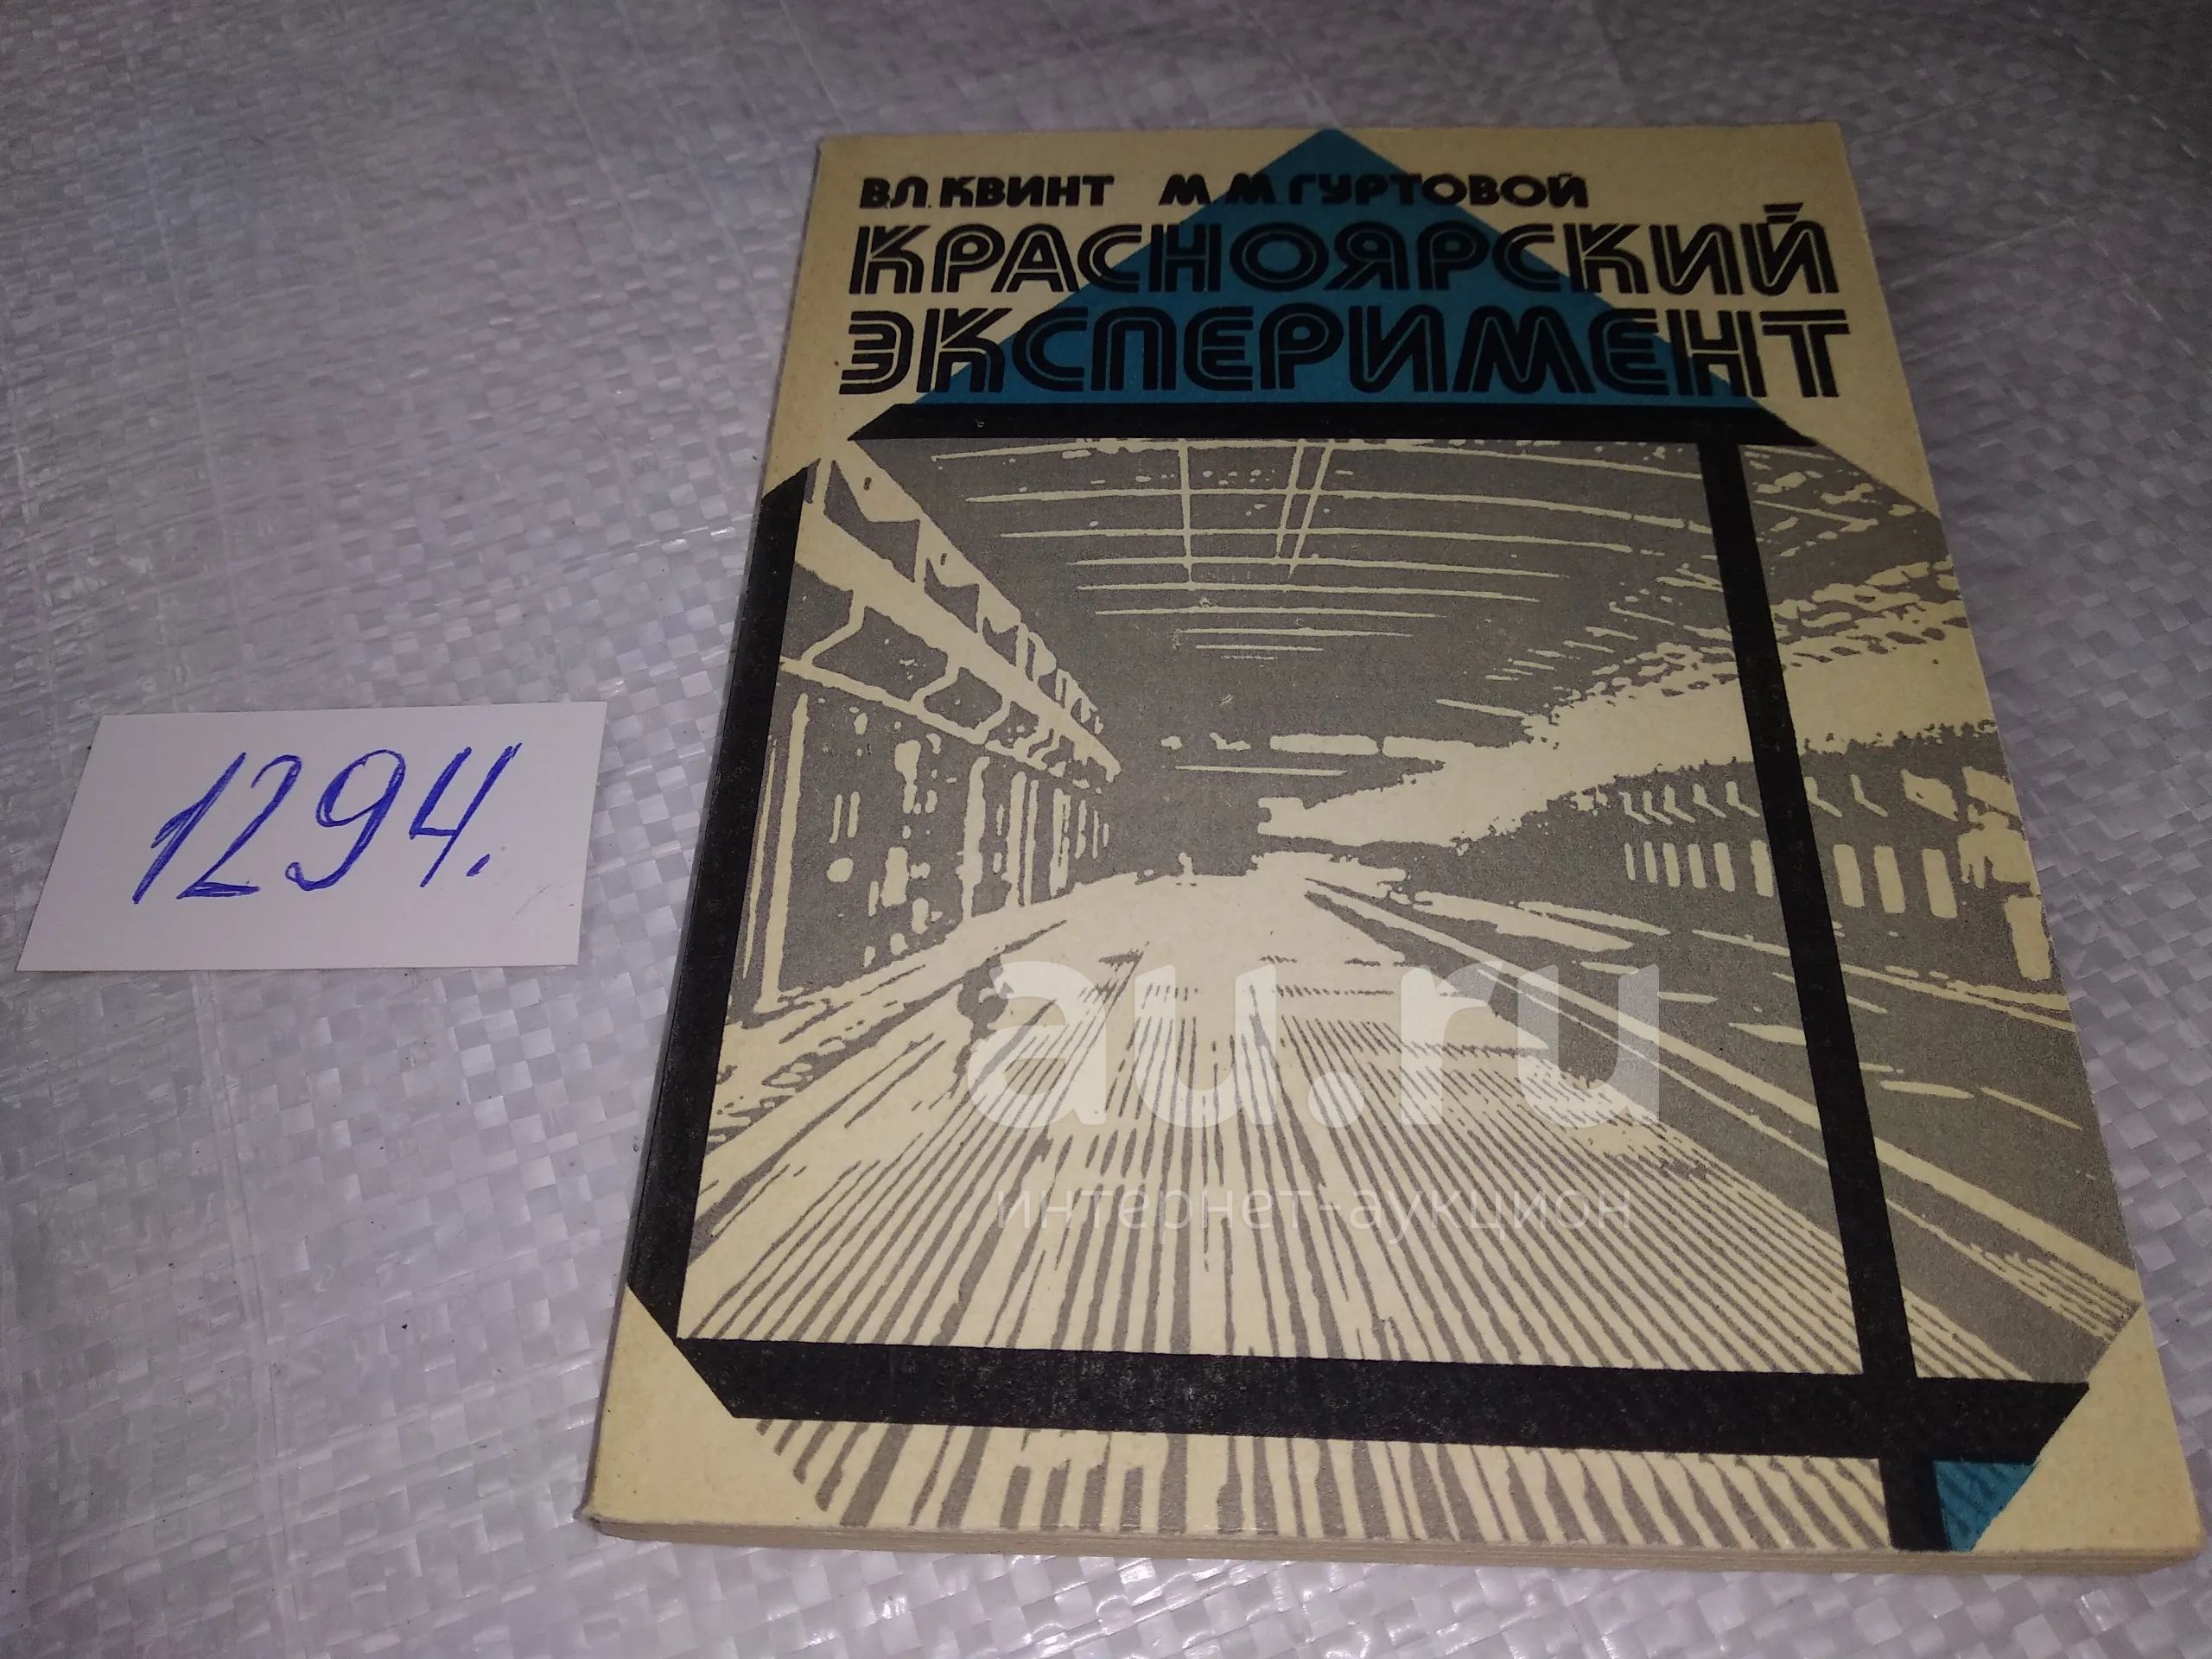 В.Л. КВИНТ М.М. ГУРТОВОЙ
КРАСНОЯРСКИЙ
ЭКСПЕРИМЕНТ
1294.
au.ru
интернет-аукцион